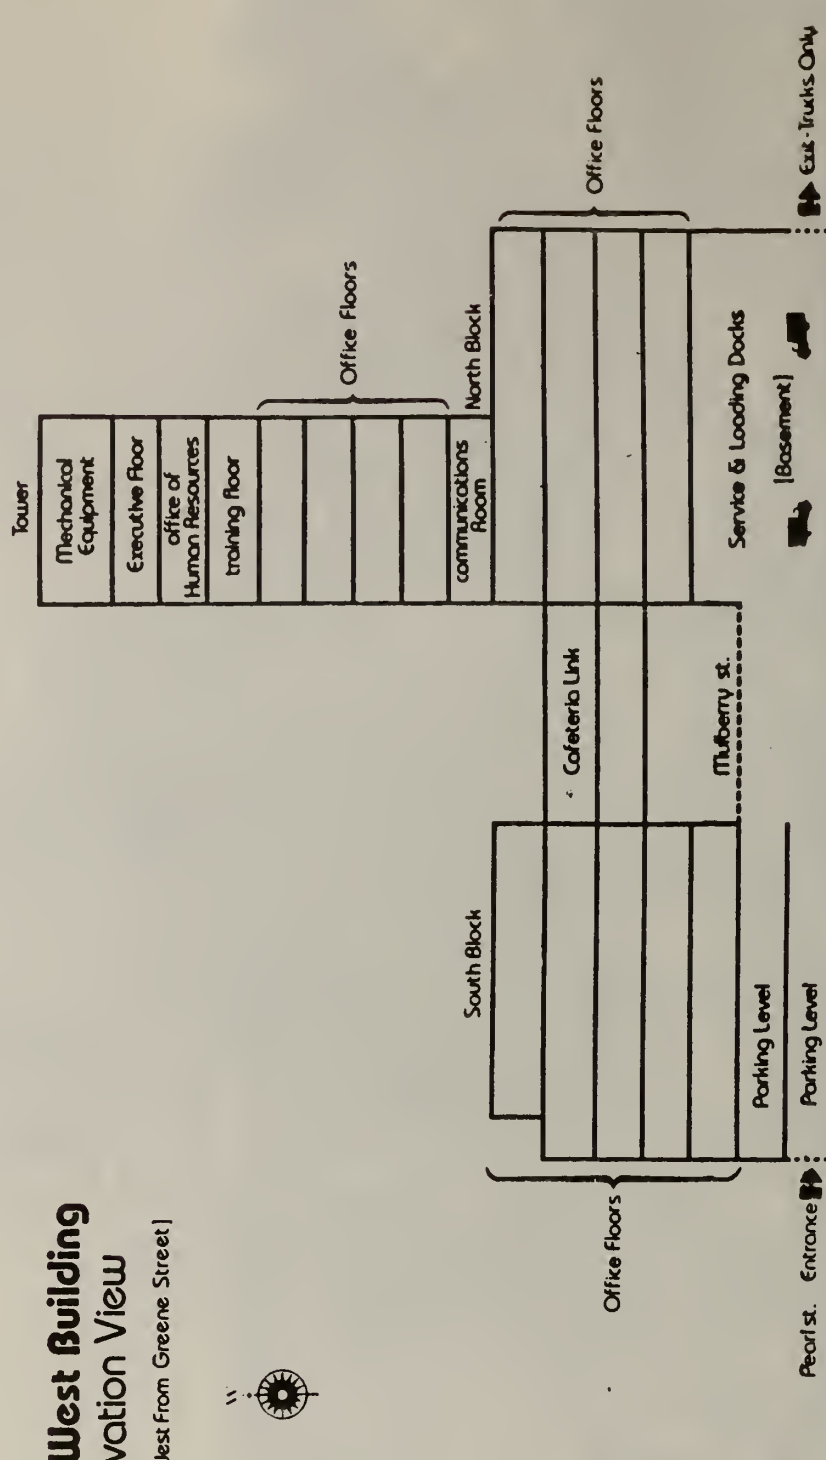 West Building
vation View
est From Greene Street]
Tower
Mechanical
Equipment
Executive Floor
office of
Human Resources
training floor
Office Floors
communications
Room
North Block
Office Floors
South Block
Cafeteria Link
Office Floors
Mulberry st.
Service & Loading Docks
[Basement]
Parking Level
Parking Level
Pearl st. Entrance
Exit-Trucks Only